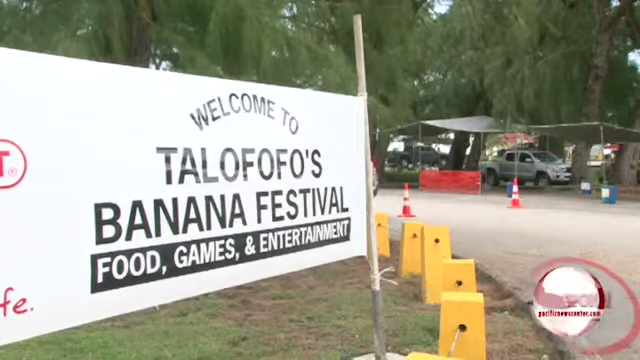 WELCOME TO
TALOFOFO'S
BANANA FESTIVAL
FOOD, GAMES, & ENTERTAINMENT
fe.
pacificnewscenter.com